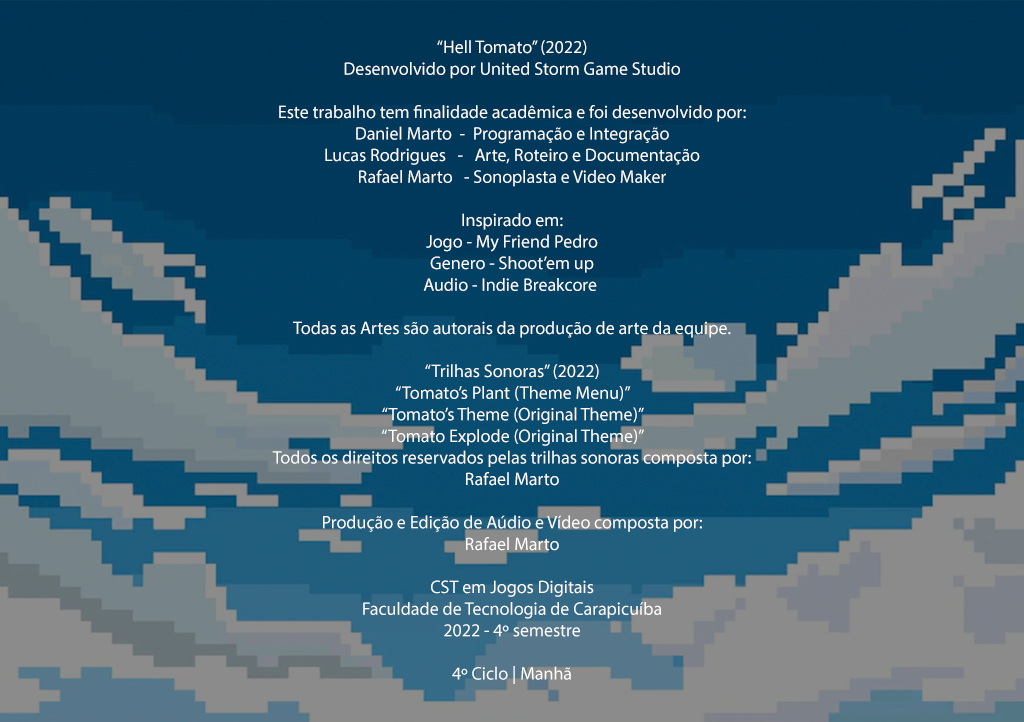 “Hell Tomato” (2022)
Desenvolvido por United Storm Game Studio
Este trabalho tem finalidade acadêmica e foi desenvolvido por:
Daniel Marto - Programação e Integração
Lucas Rodrigues - Arte, Roteiro e Documentação
Rafael Marto - Sonoplasta e Video Maker
Inspirado em:
Jogo - My Friend Pedro
Genero - Shoot’em up
Audio - Indie Breakcore
Todas as Artes são autorais da produção de arte da equipe.
“Trilhas Sonoras” (2022)
“Tomato’s Plant (Theme Menu)”
“Tomato’s Theme (Original Theme)”
“Tomato Explode (Original Theme)”
Todos os direitos reservados pelas trilhas sonoras composta por:
Rafael Marto
Produção e Edição de Aúdio e Vídeo composta por:
Rafael Marto
CST em Jogos Digitais
Faculdade de Tecnologia de Carapicuíba
2022 - 4º semestre
4º Ciclo | Manhã